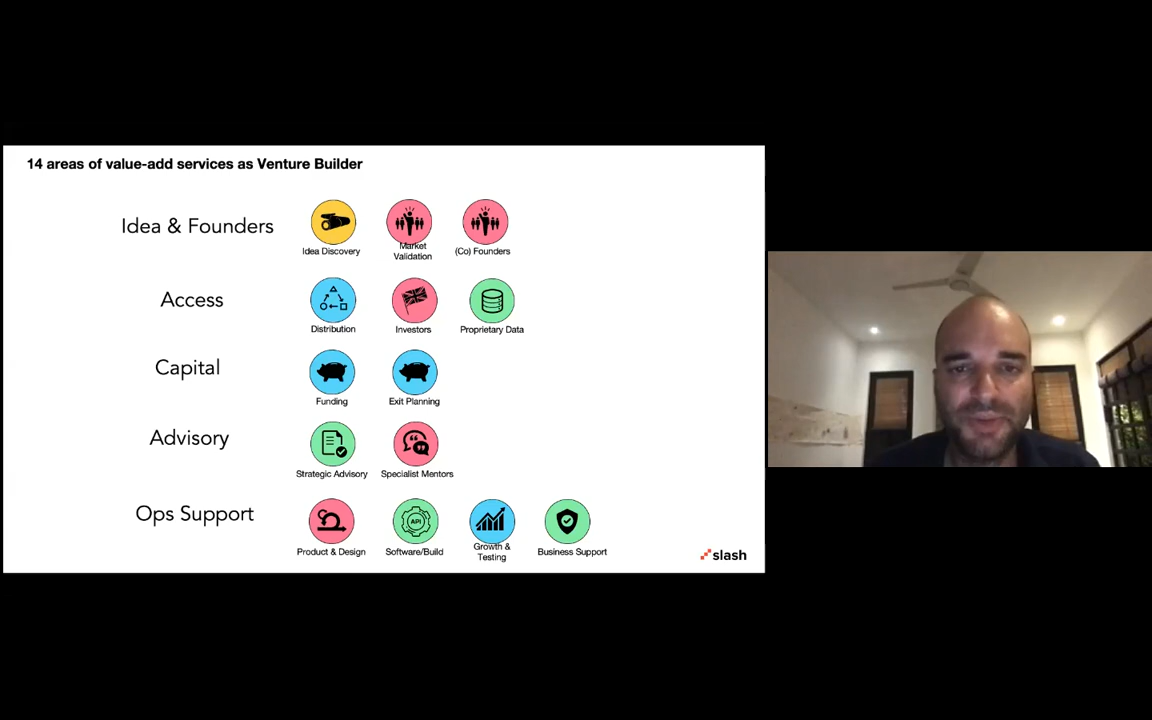 14 areas of value-add services as Venture Builder
Idea & Founders
Idea Discovery
Market
Validation
(Co) Founders
Access
Distribution
Investors
Proprietary Data
Capital
Funding
Exit Planning
Advisory
Strategic Advisory
Specialist Mentors
Ops Support
Product & Design
API
Software/Build
Growth &
Testing
Business Support
slash